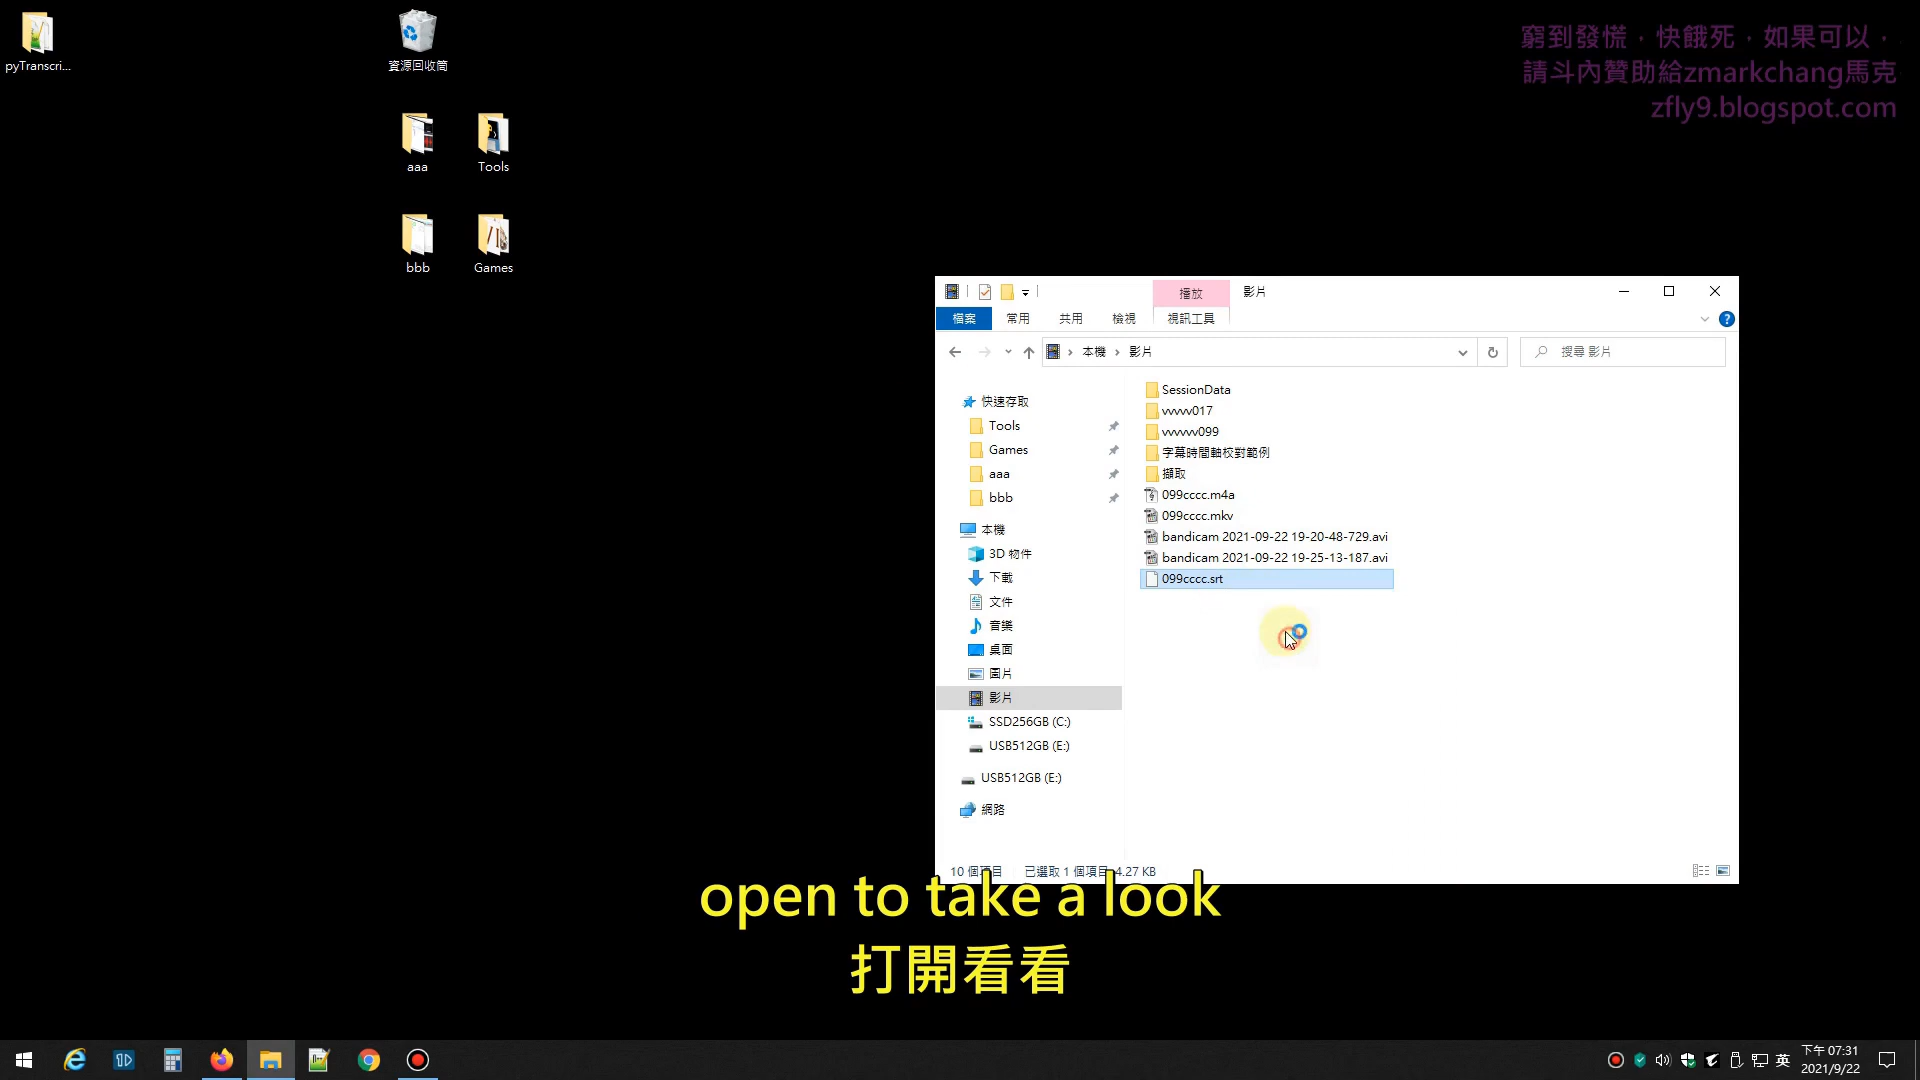 pyTranscri...
資源回收筒
aaa
Tools
bbb
Games
窮到發慌，快餓死，如果可以，
請斗內贊助給zmarkchang馬克
zfly9.blogspot.com
播放
影片
檔案
常用
共用
檢視
視訊工具
本機
影片
搜尋 影片
快速存取
Tools
Games
aaa
bbb
本機
3D 物件
下載
文件
音樂
桌面
圖片
影片
SSD256GB (C:)
USB512GB (E:)
USB512GB (E:)
網路
SessionData
vvvvv017
vvvvvv099
字幕時間軸校對範例
擷取
099cccc.m4a
099cccc.mkv
bandicam 2021-09-22 19-20-48-729.avi
bandicam 2021-09-22 19-25-13-187.avi
099cccc.srt
10 個項目
已選取 1 個項目 4.27 KB
open to take a look
打開看看
英
下午 07:31
2021/9/22